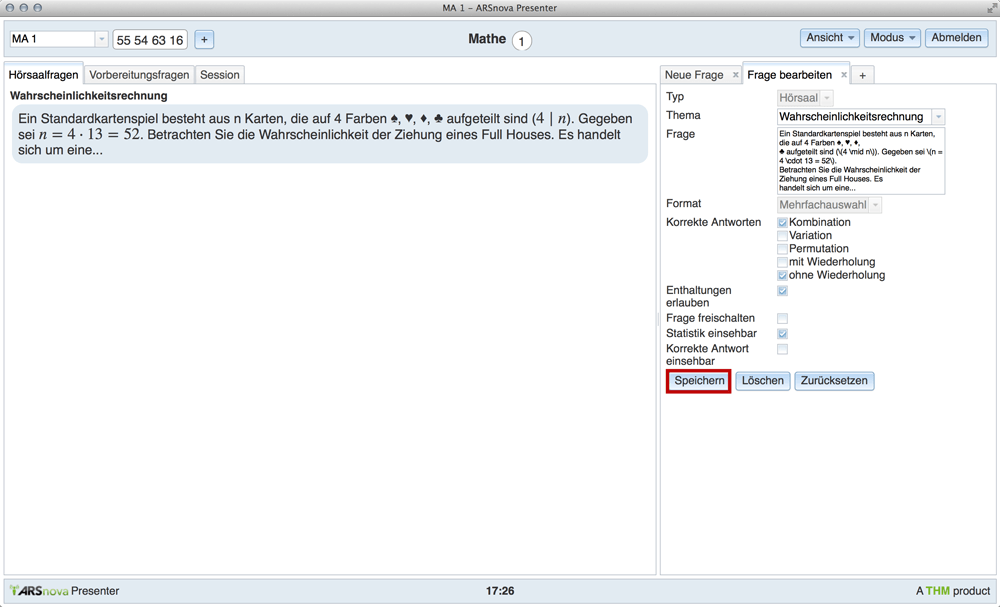 MA 1 - ARSnova Presenter
MA 1
55 54 63 16
+
Mathe 1
Ansicht
Modus
Abmelden
Hörsaalfragen
Vorbereitungsfragen
Session
Wahrscheinlichkeitsrechnung
Ein Standardkartenspiel besteht aus n Karten, die auf 4 Farben ♠, ♥, ♦, ♣ aufgeteilt sind (4 | n). Gegeben
sei n = 4 · 13 = 52. Betrachten Sie die Wahrscheinlichkeit der Ziehung eines Full Houses. Es handelt
sich um eine...
Neue Frage ×
Frage bearbeiten ×
+
Typ
Hörsaal
Thema
Wahrscheinlichkeitsrechnung
Frage
Ein Standardkartenspiel besteht aus n Karten,
die auf 4 Farben ♠, ♥, ♦,
♣ aufgeteilt sind (\(4 \mid n\)). Gegeben sei \(n =
4 \cdot 13 = 52\).
Betrachten Sie die Wahrscheinlichkeit der
Ziehung eines Full Houses. Es
handelt sich um eine...
Format
Mehrfachauswahl
Korrekte Antworten
Kombination
Variation
Permutation
mit Wiederholung
ohne Wiederholung
Enthaltungen
erlauben
Frage freischalten
Statistik einsehbar
Korrekte Antwort
einsehbar
Speichern
Löschen
Zurücksetzen
ARSnova Presenter
17:26
A THM product